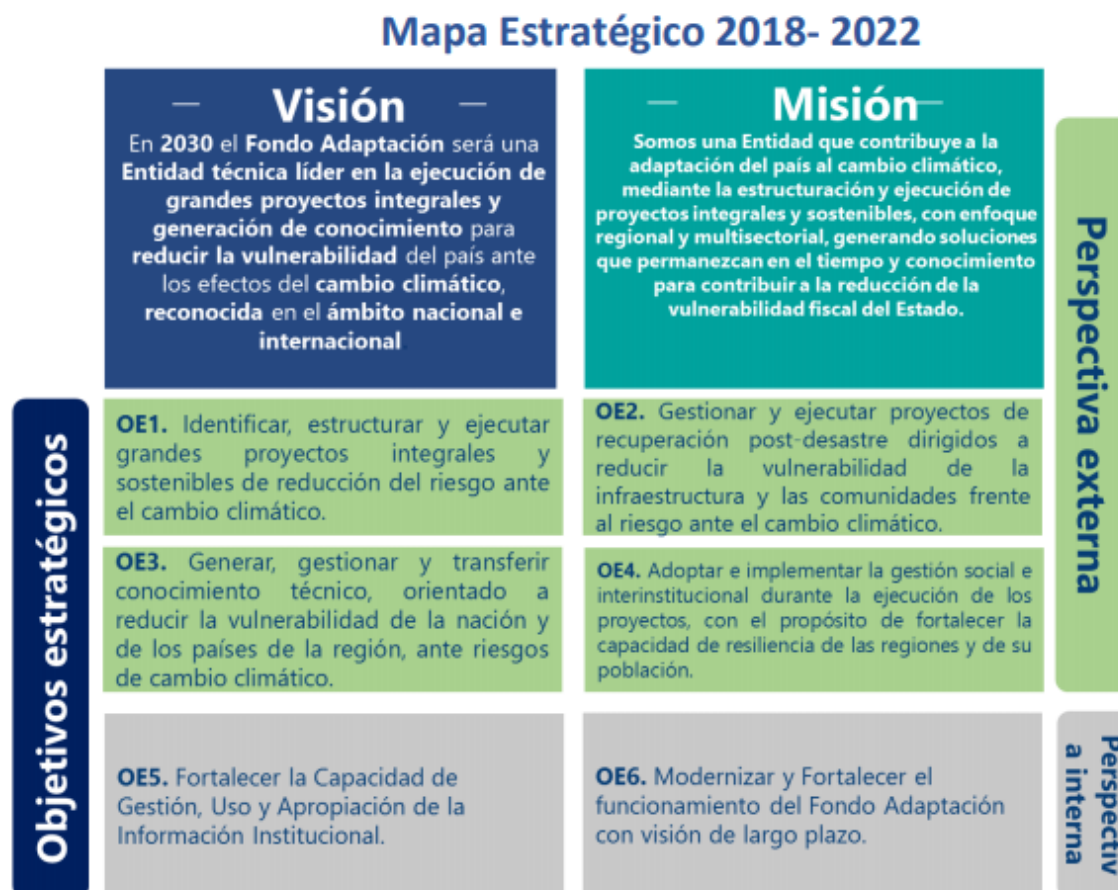 Mapa Estratégico 2018- 2022
Visión
En 2030 el Fondo Adaptación será una
Entidad técnica líder en la ejecución de
grandes proyectos integrales y
generación de conocimiento para
reducir la vulnerabilidad del país ante
los efectos del cambio climático,
reconocida en el ámbito nacional e
internacional
Misión
Somos una Entidad que contribuye a la
adaptación del país al cambio climático,
mediante la estructuración y ejecución de
proyectos integrales y sostenibles, con enfoque
regional y multisectorial, generando soluciones
que permanezcan en el tiempo y conocimiento
para contribuir a la reducción de la
vulnerabilidad fiscal del Estado.
Perspectiva externa
Objetivos estratégicos
OE1. Identificar, estructurar y ejecutar
grandes proyectos integrales y
sostenibles de reducción del riesgo ante
el cambio climático.
OE2. Gestionar y ejecutar proyectos de
recuperación post-desastre dirigidos a
reducir la vulnerabilidad de la
infraestructura y las comunidades frente
al riesgo ante el cambio climático.
OE3. Generar, gestionar y transferir
conocimiento técnico, orientado a
reducir la vulnerabilidad de la nación y
de los países de la región, ante riesgos
de cambio climático.
OE4. Adoptar e implementar la gestión social e
interinstitucional durante la ejecución de los
proyectos, con el propósito de fortalecer la
capacidad de resiliencia de las regiones y de su
población.
OE5. Fortalecer la Capacidad de
Gestión, Uso y Apropiación de la
Información Institucional.
OE6. Modernizar y Fortalecer el
funcionamiento del Fondo Adaptación
con visión de largo plazo.
Perspectiv
a interna